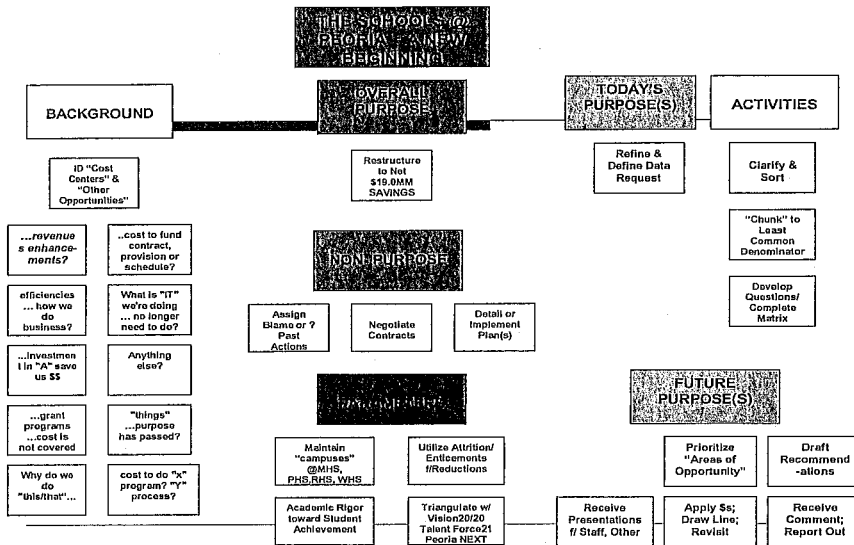 THE SCHOOLS @
PEORIA: A NEW
BEGINNING
BACKGROUND
OVERALL
PURPOSE
TODAY'S
PURPOSE(S)
ACTIVITIES
ID "Cost
Centers" &
"Other
Opportunities"
Restructure
to Net
$19.0MM
SAVINGS
Refine &
Define Data
Request
Clarify &
Sort
...revenue
s enhance-
ments?
..cost to fund
contract,
provision or
schedule?
"Chunk" to
Least
Common
Denominator
NON-PURPOSE
efficiencies
... how we
do
business?
What is "IT"
we're doing
... no longer
need to do?
Develop
Questions/
Complete
Matrix
Assign
Blame or ?
Past
Actions
Negotiate
Contracts
Detail or
Implement
Plan(s)
...investmen
t in "A" save
us $$
Anything
else?
FUTURE
PURPOSE(S)
...grant
programs
...cost is
not covered
"things"
...purpose
has passed?
Maintain
"campuses"
@MHS,
PHS,RHS, WHS
Utilize Attrition/
Enticements
f/Reductions
Prioritize
"Areas of
Opportunity"
Draft
Recommend
-ations
Why do we
do
"this/that"...
cost to do "x"
program? "Y"
process?
Academic Rigor
toward Student
Achievement
Triangulate w/
Vision20/20
Talent Force21
Peoria NEXT
Receive
Presentations
f/ Staff, Other
Apply $s;
Draw Line;
Revisit
Receive
Comment;
Report Out